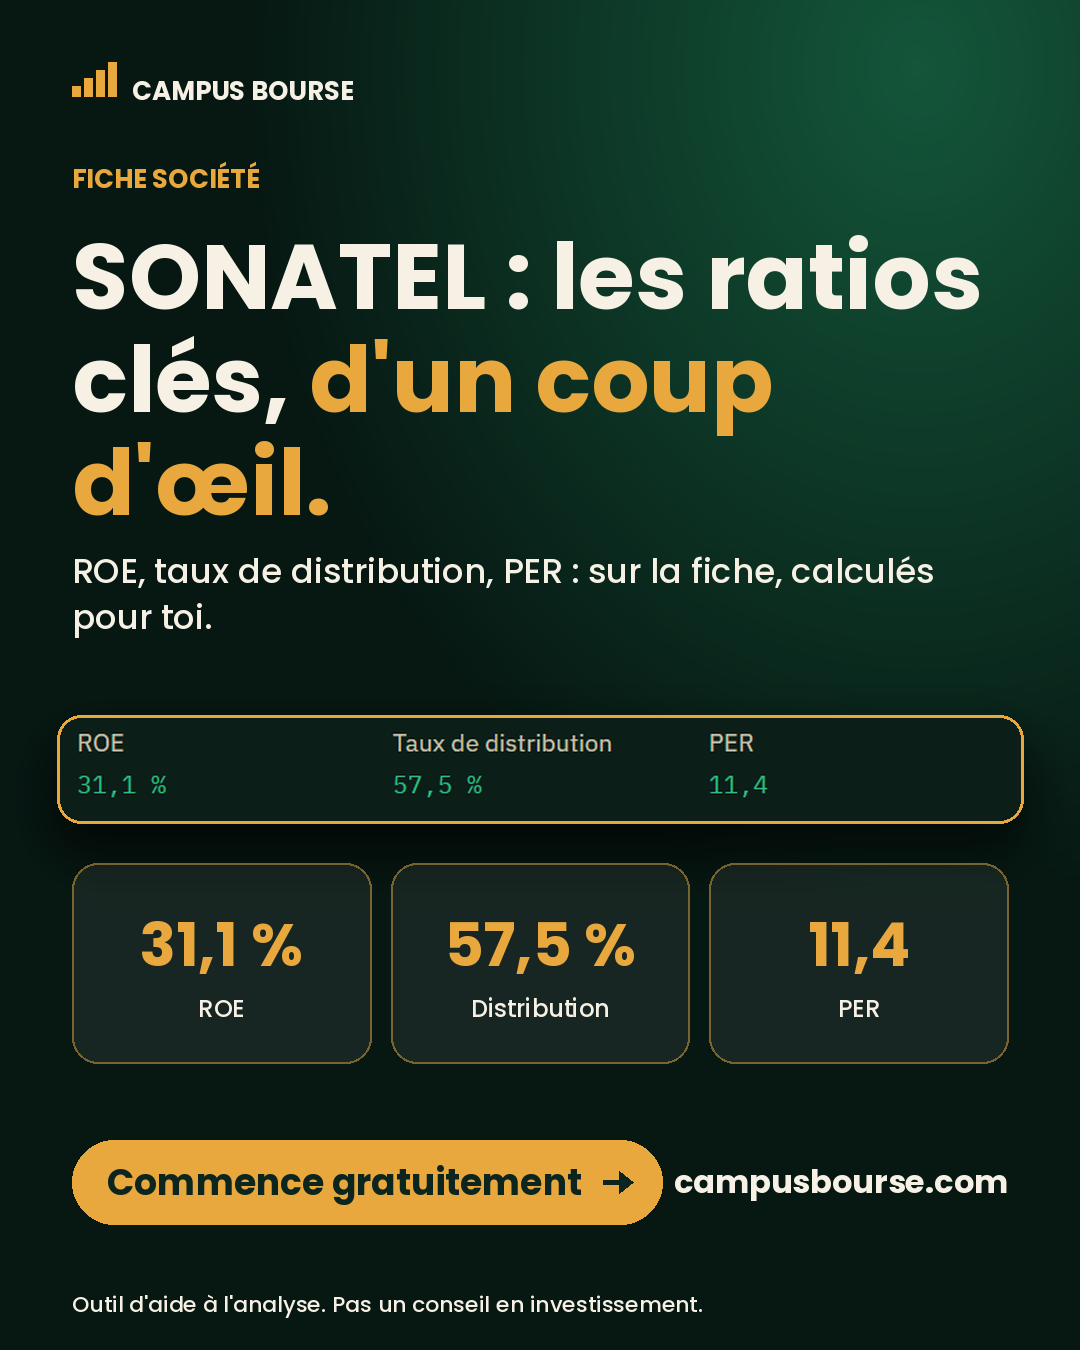 CAMPUS BOURSE
FICHE SOCIÉTÉ
SONATEL : les ratios
clés, d'un coup
d'œil.
ROE, taux de distribution, PER : sur la fiche, calculés
pour toi.
ROE Taux de distribution PER
31,1 % 57,5 % 11,4
31,1 % 57,5 % 11,4
ROE Distribution PER
Commence gratuitement → campusbourse.com
Outil d'aide à l'analyse. Pas un conseil en investissement.